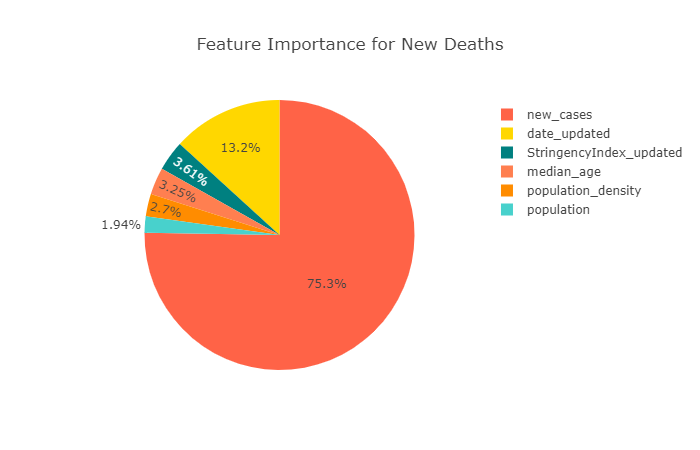 Feature Importance for New Deaths
new_cases
date_updated
StringencyIndex_updated
median_age
population_density
population
13.2%
3.61%
3.25%
2.7%
1.94%
75.3%